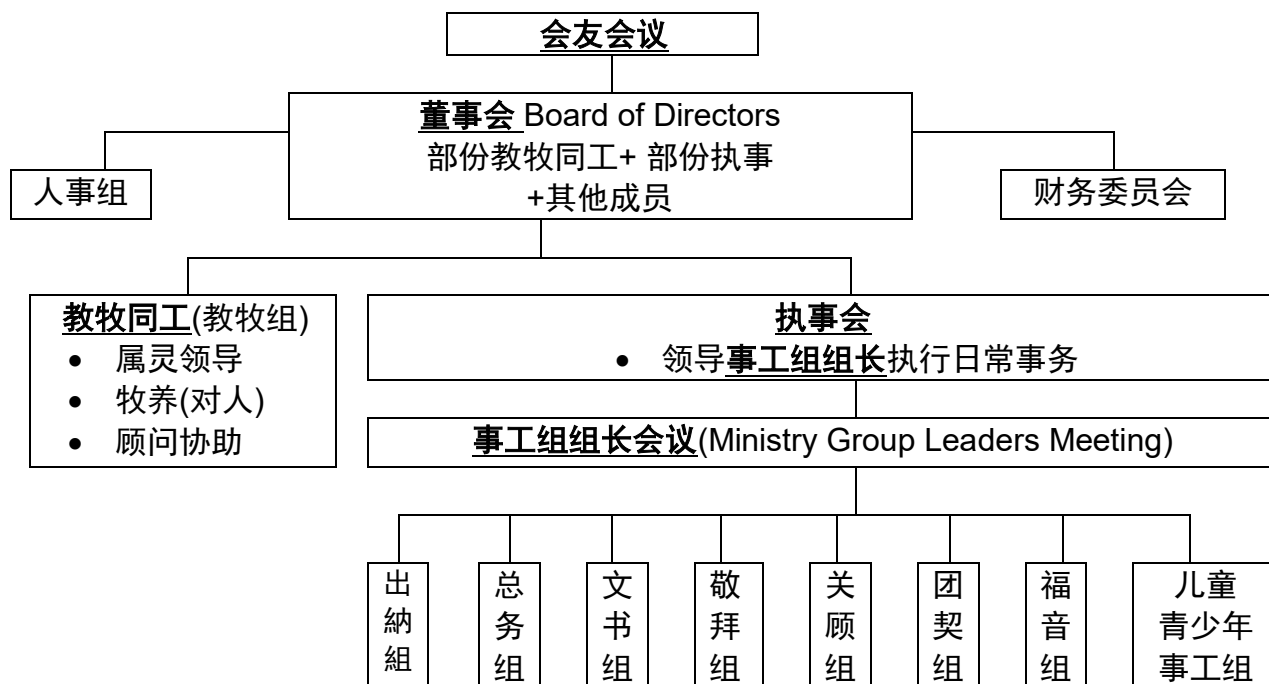 会友会议
董事会 Board of Directors
部份教牧同工+ 部份执事
+其他成员
人事组
财务委员会
教牧同工(教牧组)
• 属灵领导
• 牧养(对人)
• 顾问协助
执事会
• 领导事工组组长执行日常事务
事工组组长会议(Ministry Group Leaders Meeting)
出納組
总务组
文书组
敬拜组
关顾组
团契组
福音组
儿童
青少年
事工组